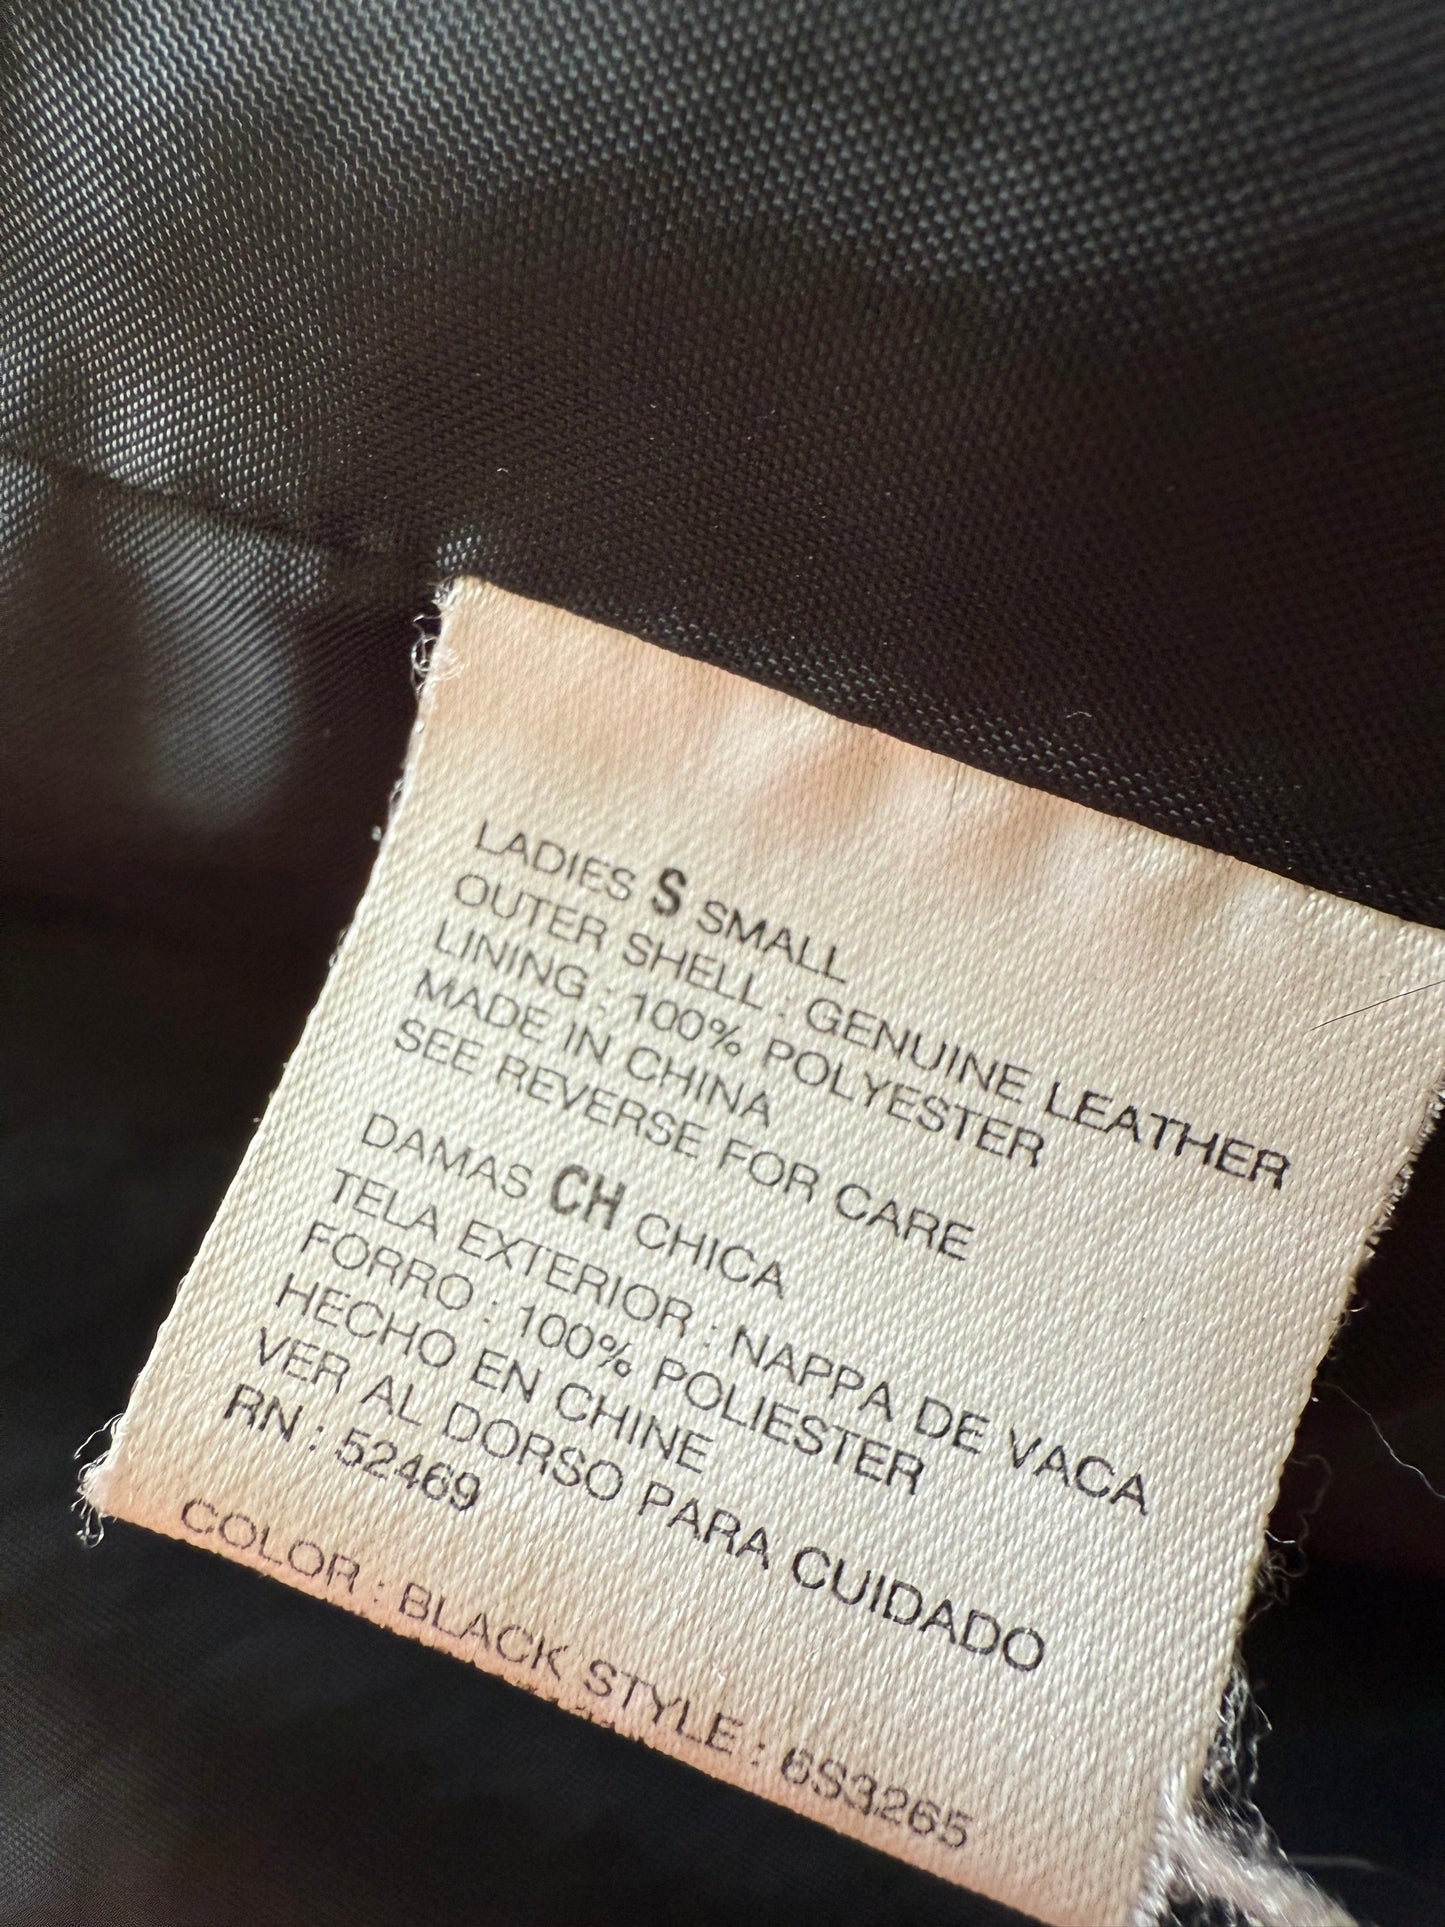 LADIES S SMALL
OUTER SHELL : GENUINE LEATHER
LINING : 100% POLYESTER
MADE IN CHINA
SEE REVERSE FOR CARE
DAMAS CH CHICA
TELA EXTERIOR : NAPPA DE VACA
FORRO : 100% POLIESTER
HECHO EN CHINE
VER AL DORSO PARA CUIDADO
RN : 52469
COLOR : BLACK STYLE : 6S3265